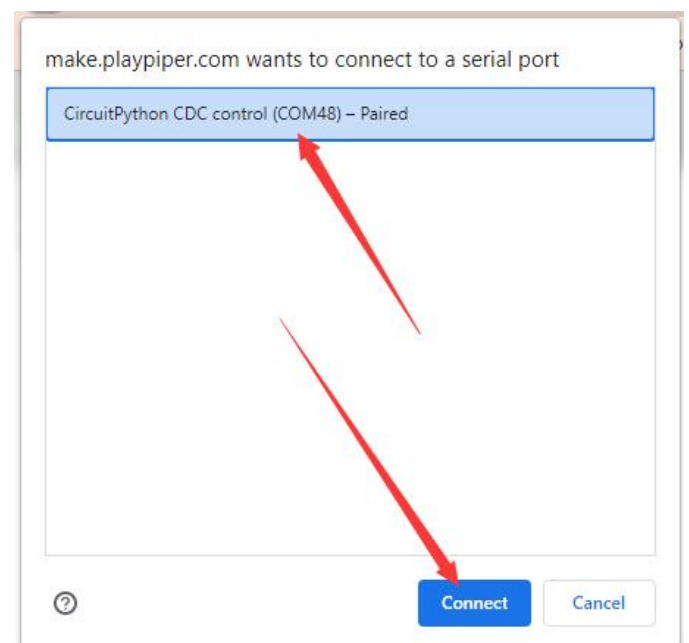 make.playpiper.com wants to connect to a serial port
CircuitPython CDC control (COM48) – Paired
Connect
Cancel